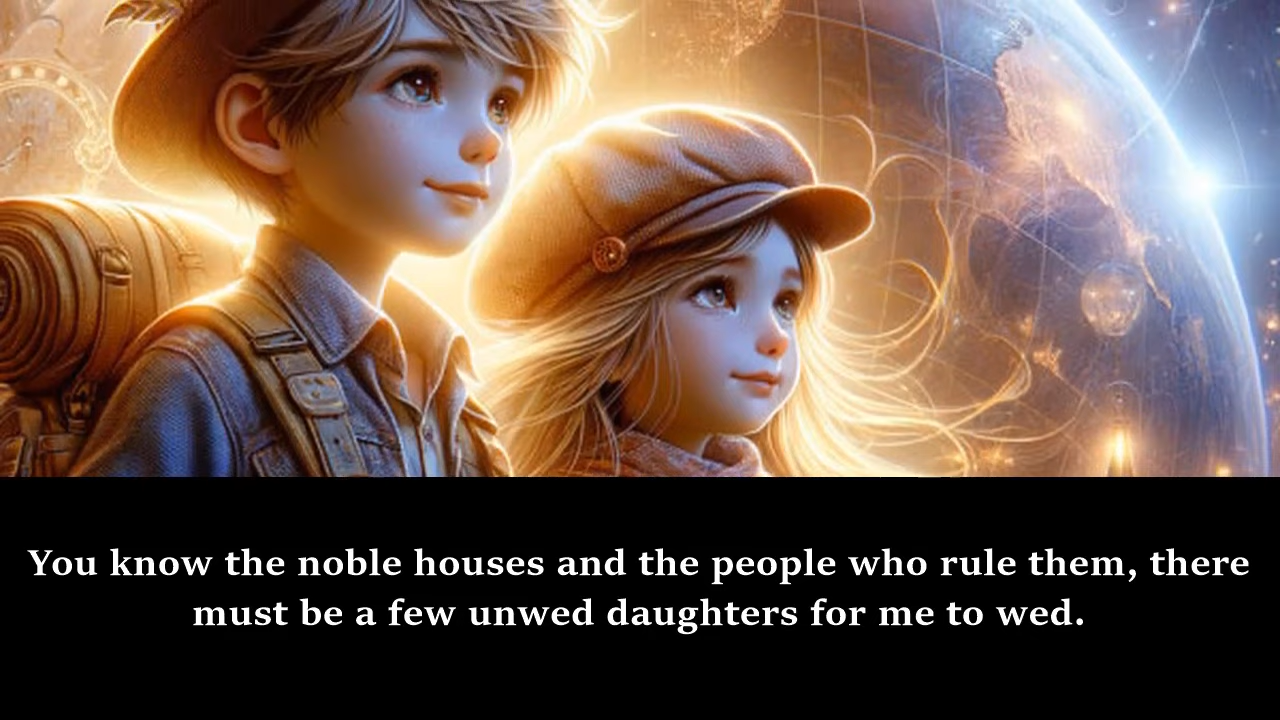 You know the noble houses and the people who rule them, there
must be a few unwed daughters for me to wed.